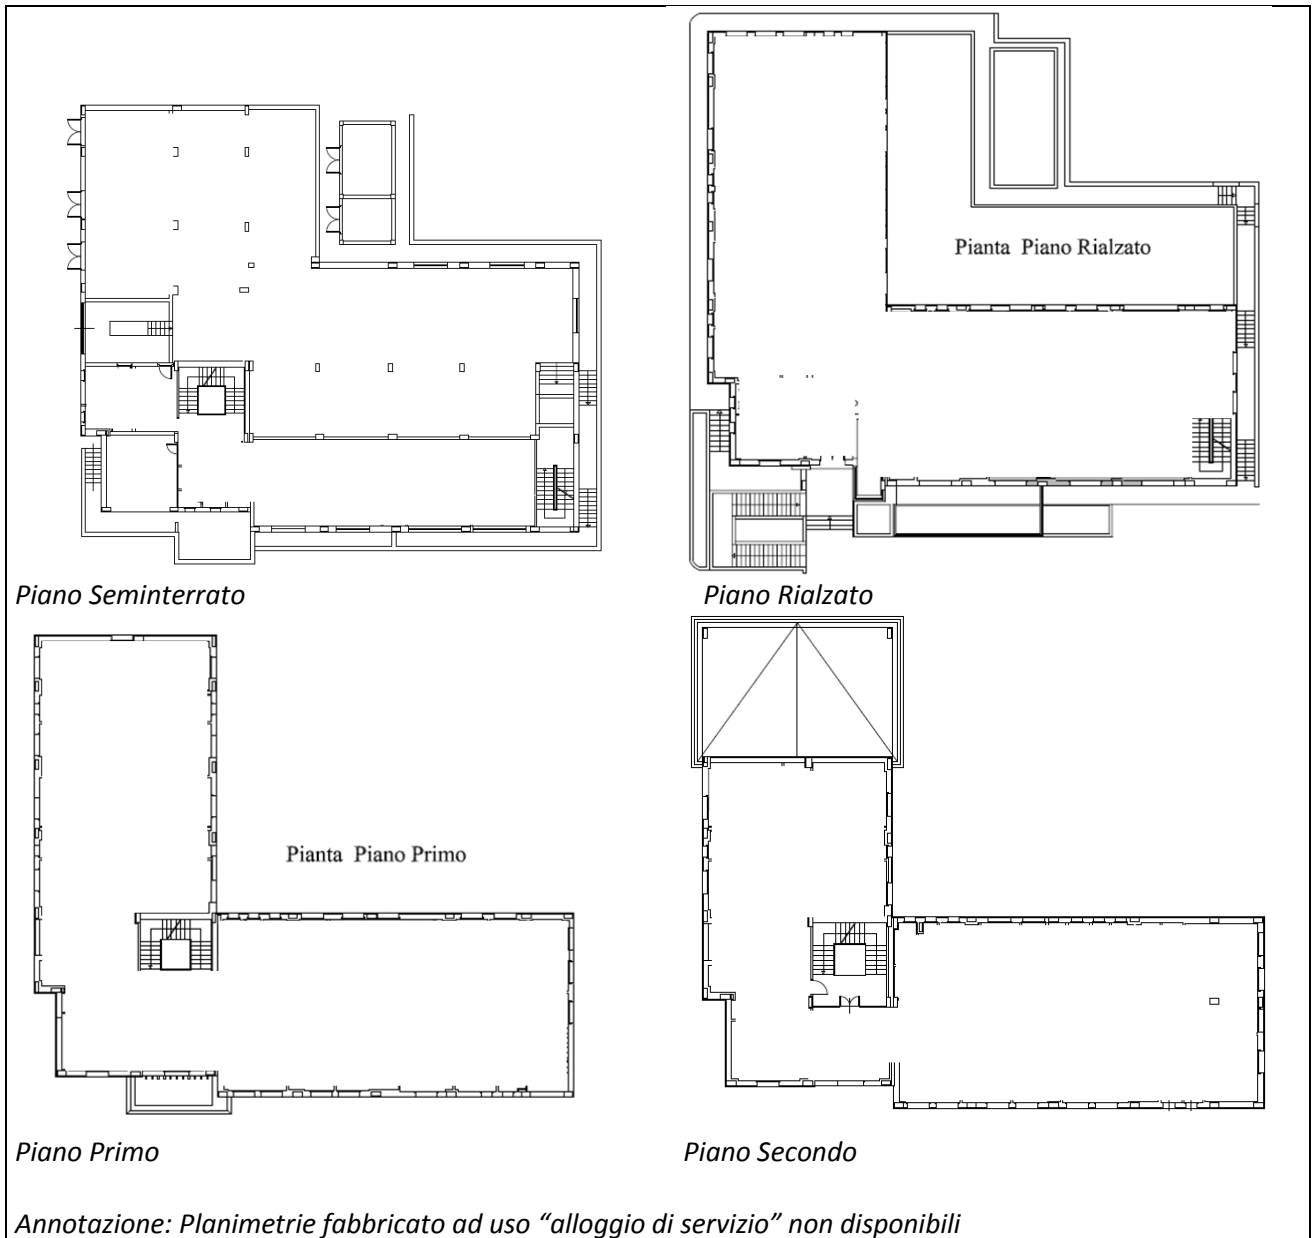 Pianta Piano Rialzato
Piano Seminterrato
Piano Rialzato
Pianta Piano Primo
Piano Primo
Piano Secondo
Annotazione: Planimetrie fabbricato ad uso “alloggio di servizio” non disponibili